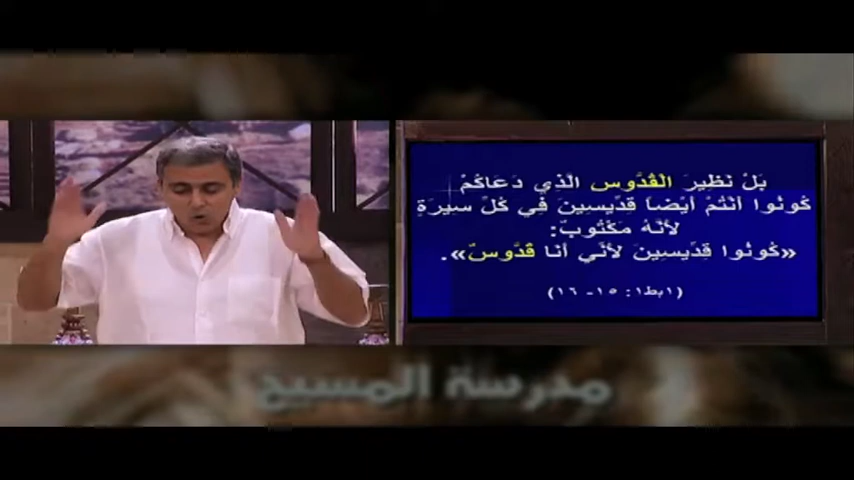 بَلْ نَظِيرَ الْقُدُّوسِ الَّذِي دَعَاكُمْ
كُونُوا أَنْتُمْ أَيْضاً قِدِّيسِينَ فِي كُلِّ سِيرَةٍ
لأَنَّهُ مَكْتُوبٌ:
«كُونُوا قِدِّيسِينَ لأَنِّي أَنَا قُدُّوسٌ».
(١بط١: ١٥- ١٦)
مدرسة المسيح